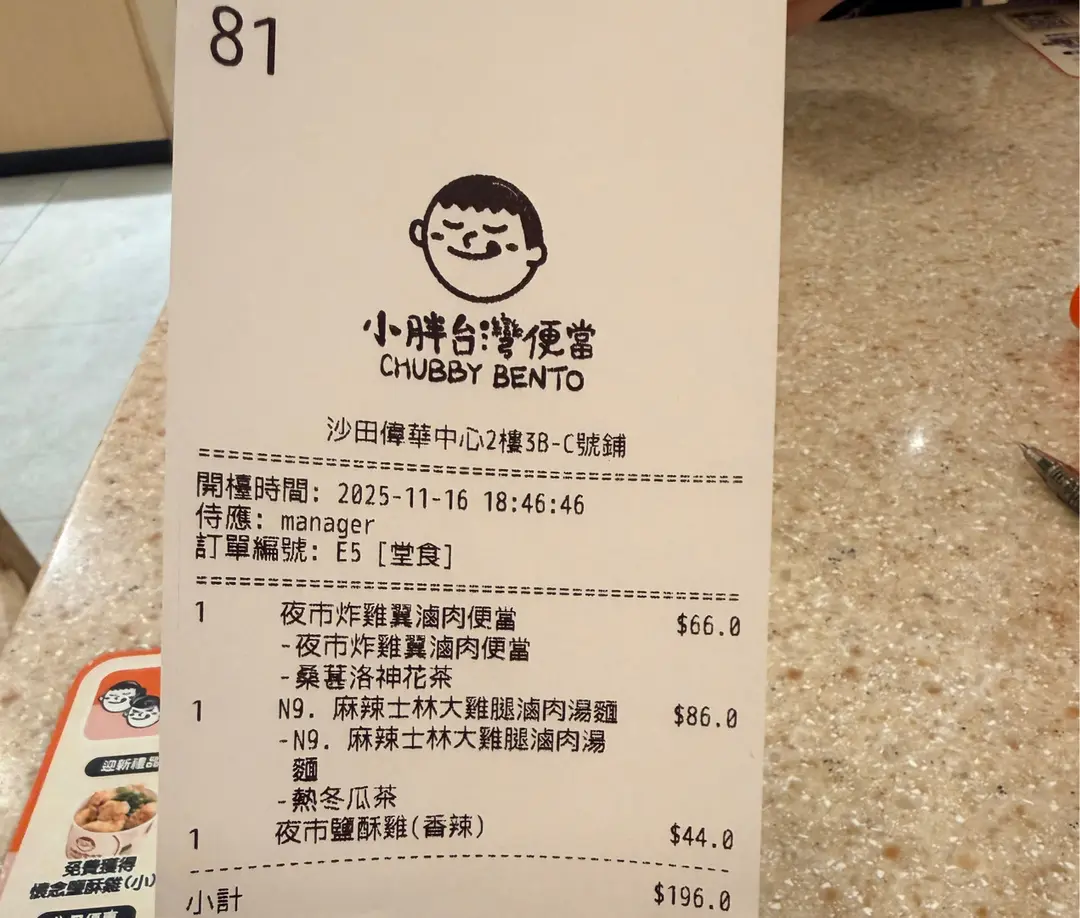 81
小胖台灣便當
CHUBBY BENTO
沙田偉華中心2樓3B-C號鋪
開檯時間: 2025-11-16 18:46:46
侍應: manager
訂單編號: E5 [堂食]
1 夜市炸雞翼滷肉便當 $66.0
-夜市炸雞翼滷肉便當
-桑葚洛神花茶
1 N9. 麻辣士林大雞腿滷肉湯麵 $86.0
-N9. 麻辣士林大雞腿滷肉湯
麵
-熱冬瓜茶
1 夜市鹽酥雞(香辣) $44.0
小計 $196.0
迎新禮品
免費獲得
懷念鹽酥雞(小)